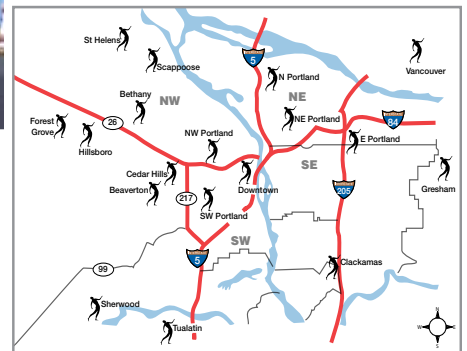 St Helens
Scappoose
5
N Portland
Vancouver
Bethany
NW
NE
Forest
Grove
26
Hillsboro
NW Portland
NE Portland
84
E Portland
Cedar Hills
Beaverton
217
Downtown
SE
SW Portland
205
Gresham
SW
5
99
Clackamas
Sherwood
Tualatin
N
W
E
S